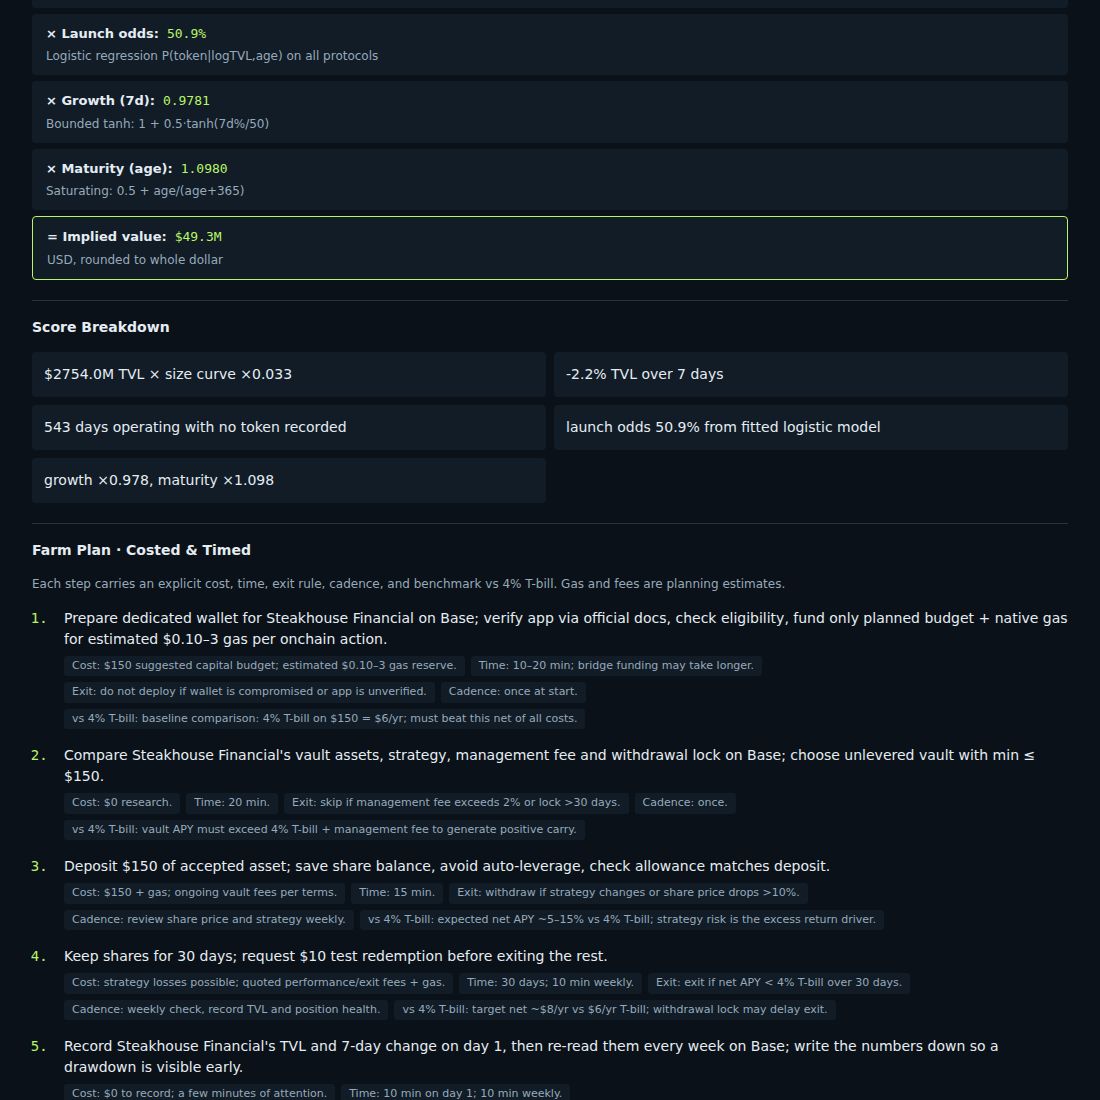 × Launch odds: 50.9%
Logistic regression P(token|logTVL,age) on all protocols
× Growth (7d): 0.9781
Bounded tanh: 1 + 0.5·tanh(7d%/50)
× Maturity (age): 1.0980
Saturating: 0.5 + age/(age+365)
= Implied value: $49.3M
USD, rounded to whole dollar
Score Breakdown
$2754.0M TVL × size curve ×0.033
-2.2% TVL over 7 days
543 days operating with no token recorded
launch odds 50.9% from fitted logistic model
growth ×0.978, maturity ×1.098
Farm Plan · Costed & Timed
Each step carries an explicit cost, time, exit rule, cadence, and benchmark vs 4% T-bill. Gas and fees are planning estimates.
1. Prepare dedicated wallet for Steakhouse Financial on Base; verify app via official docs, check eligibility, fund only planned budget + native gas
for estimated $0.10–3 gas per onchain action.
Cost: $150 suggested capital budget; estimated $0.10–3 gas reserve. Time: 10–20 min; bridge funding may take longer.
Exit: do not deploy if wallet is compromised or app is unverified. Cadence: once at start.
vs 4% T-bill: baseline comparison: 4% T-bill on $150 = $6/yr; must beat this net of all costs.
2. Compare Steakhouse Financial's vault assets, strategy, management fee and withdrawal lock on Base; choose unlevered vault with min ≤
$150.
Cost: $0 research. Time: 20 min. Exit: skip if management fee exceeds 2% or lock >30 days. Cadence: once.
vs 4% T-bill: vault APY must exceed 4% T-bill + management fee to generate positive carry.
3. Deposit $150 of accepted asset; save share balance, avoid auto-leverage, check allowance matches deposit.
Cost: $150 + gas; ongoing vault fees per terms. Time: 15 min. Exit: withdraw if strategy changes or share price drops >10%.
Cadence: review share price and strategy weekly. vs 4% T-bill: expected net APY ~5–15% vs 4% T-bill; strategy risk is the excess return driver.
4. Keep shares for 30 days; request $10 test redemption before exiting the rest.
Cost: strategy losses possible; quoted performance/exit fees + gas. Time: 30 days; 10 min weekly. Exit: exit if net APY < 4% T-bill over 30 days.
Cadence: weekly check, record TVL and position health. vs 4% T-bill: target net ~$8/yr vs $6/yr T-bill; withdrawal lock may delay exit.
5. Record Steakhouse Financial's TVL and 7-day change on day 1, then re-read them every week on Base; write the numbers down so a
drawdown is visible early.
Cost: $0 to record; a few minutes of attention. Time: 10 min on day 1; 10 min weekly.